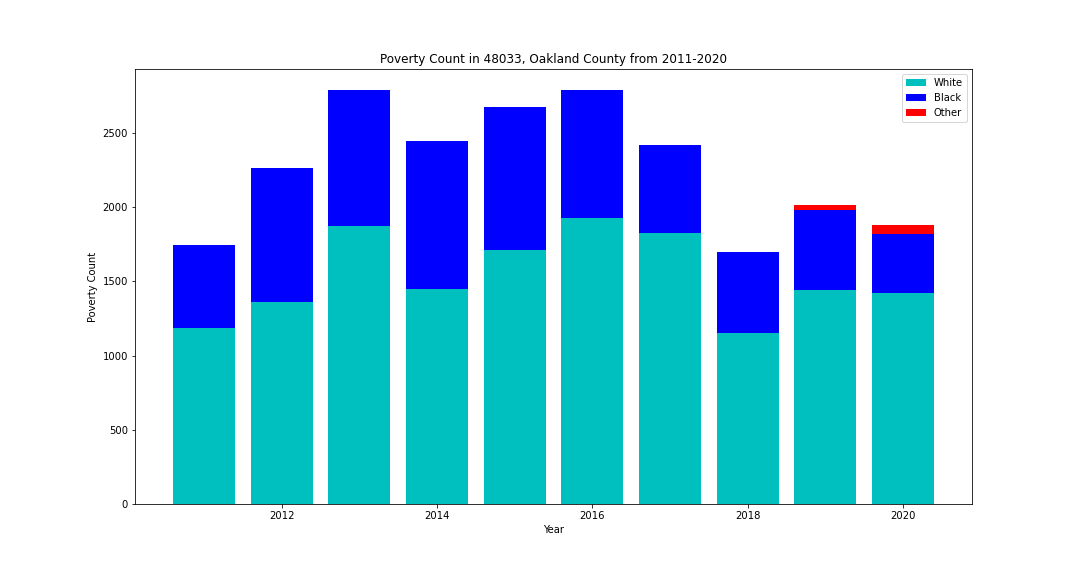 Poverty Count in 48033, Oakland County from 2011-2020
White
Black
Other
2500
2000
1500
1000
500
0
Poverty Count
2012
2014
2016
2018
2020
Year